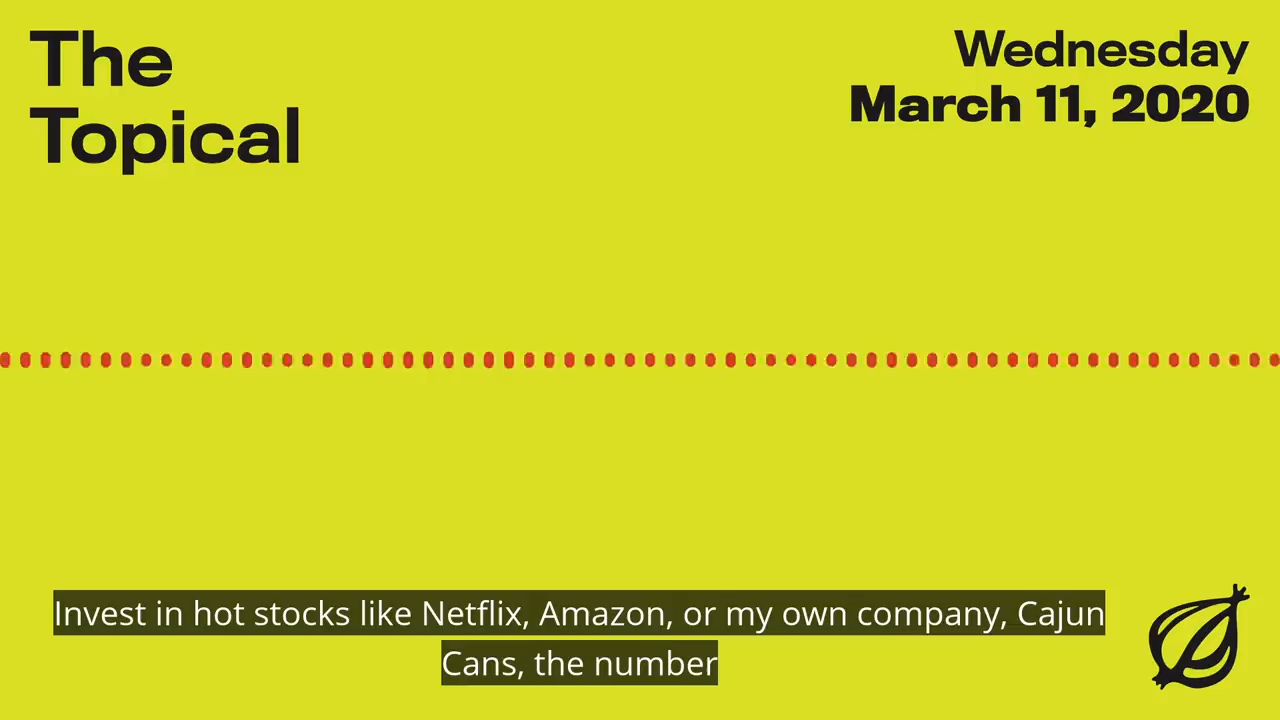 The
Topical
Wednesday
March 11, 2020
Invest in hot stocks like Netflix, Amazon, or my own company, Cajun
Cans, the number